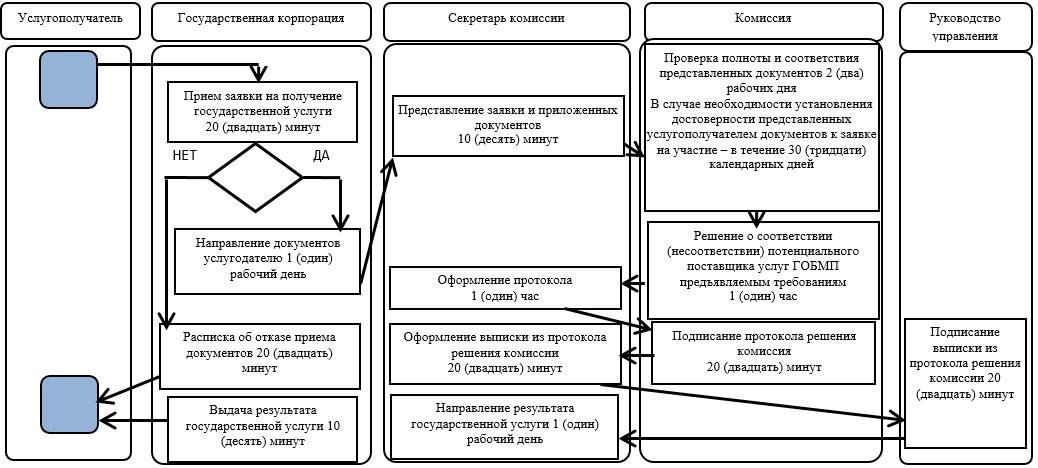 Услугополучатель
Государственная корпорация
Секретарь комиссии
Комиссия
Руководство
управления
Прием заявки на получение
государственной услуги
20 (двадцать) минут
НЕТ
ДА
Направление документов
услугодателю 1 (один)
рабочий день
Расписка об отказе приема
документов 20 (двадцать)
минут
Выдача результата
государственной услуги 10
(десять) минут
Представление заявки и приложенных
документов
10 (десять) минут
Оформление протокола
1 (один) час
Оформление выписки из протокола
решения комиссии
20 (двадцать) минут
Направление результата
государственной услуги 1 (один)
рабочий день
Проверка полноты и соответствия
представленных документов 2 (два)
рабочих дня
В случае необходимости установления
достоверности представленных
услугополучателем документов к заявке
на участие – в течение 30 (тридцати)
календарных дней
Решение о соответствии
(несоответствии) потенциального
поставщика услуг ГОБМП
предъявляемым требованиям
1 (один) час
Подписание протокола решения
комиссия
20 (двадцать) минут
Подписание
выписки из
протокола решения
комиссии 20
(двадцать) минут